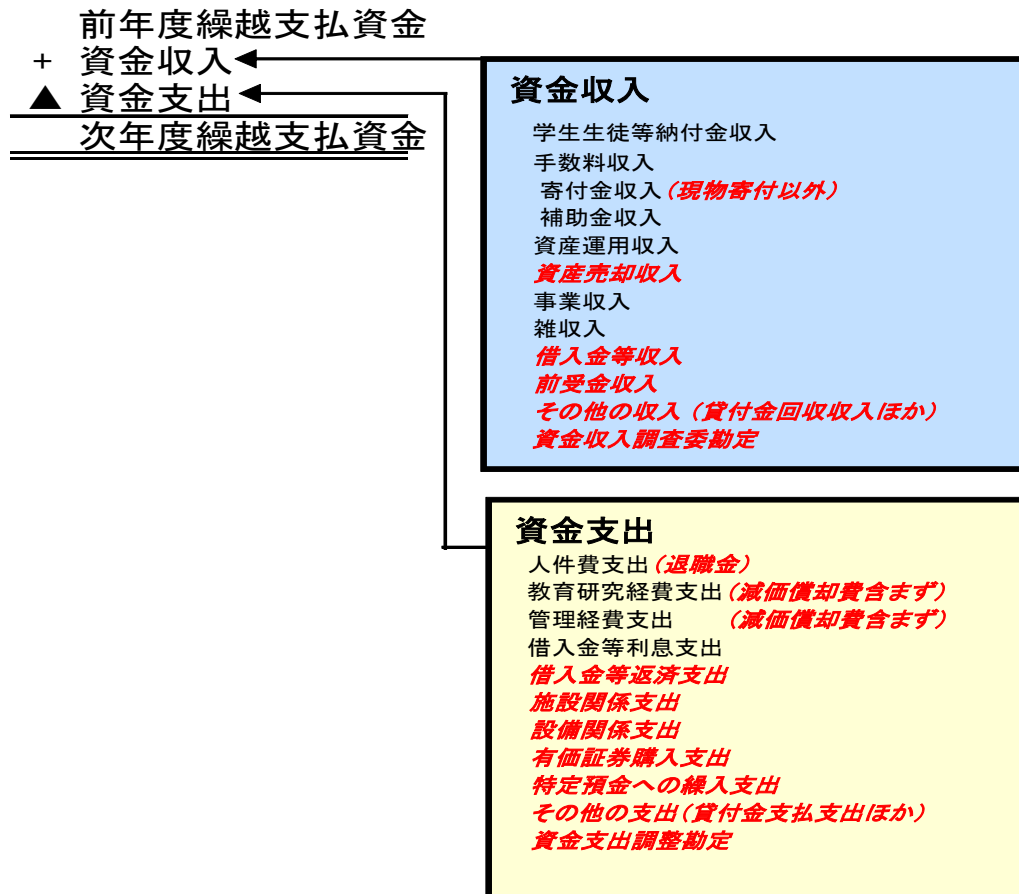 前年度繰越支払資金
+ 資金収入
▲ 資金支出
次年度繰越支払資金
資金収入
学生生徒等納付金収入
手数料収入
寄付金収入(現物寄付以外)
補助金収入
資産運用収入
資産売却収入
事業収入
雑収入
借入金等収入
前受金収入
その他の収入(貸付金回収収入ほか)
資金収入調査委勘定
資金支出
人件費支出(退職金)
教育研究経費支出(減価償却費含まず)
管理経費支出 (減価償却費含まず)
借入金等利息支出
借入金等返済支出
施設関係支出
設備関係支出
有価証券購入支出
特定預金への繰入支出
その他の支出(貸付金支払支出ほか)
資金支出調整勘定